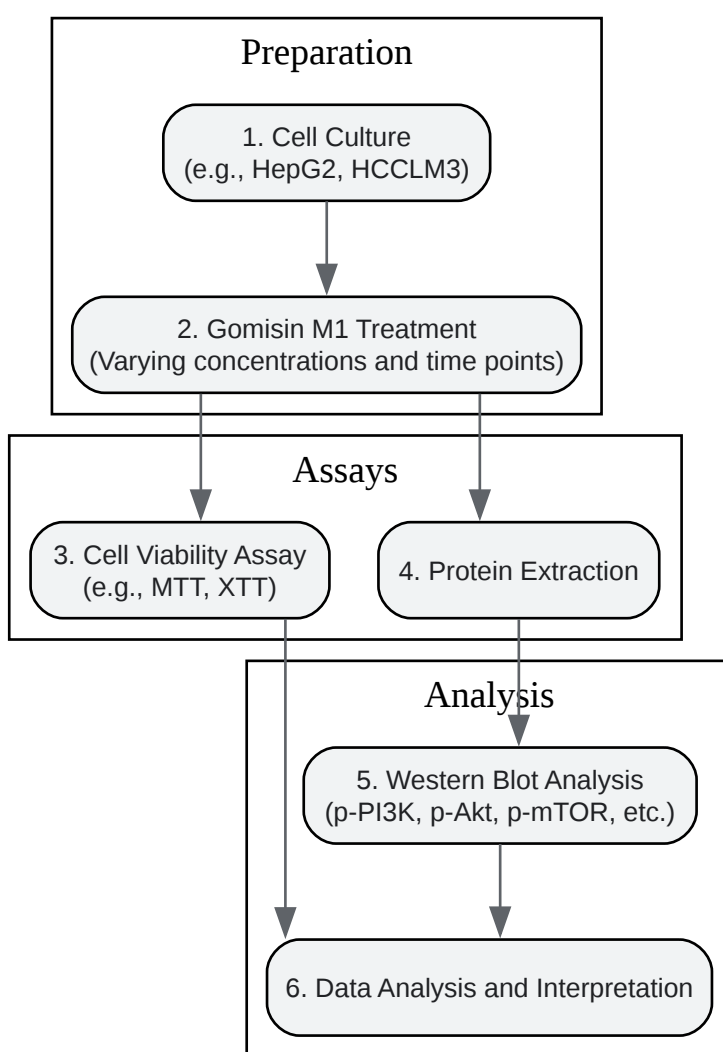 Preparation
1. Cell Culture
(e.g., HepG2, HCCLM3)
2. Gomisin M1 Treatment
(Varying concentrations and time points)
Assays
3. Cell Viability Assay
(e.g., MTT, XTT)
4. Protein Extraction
Analysis
5. Western Blot Analysis
(p-PI3K, p-Akt, p-mTOR, etc.)
6. Data Analysis and Interpretation